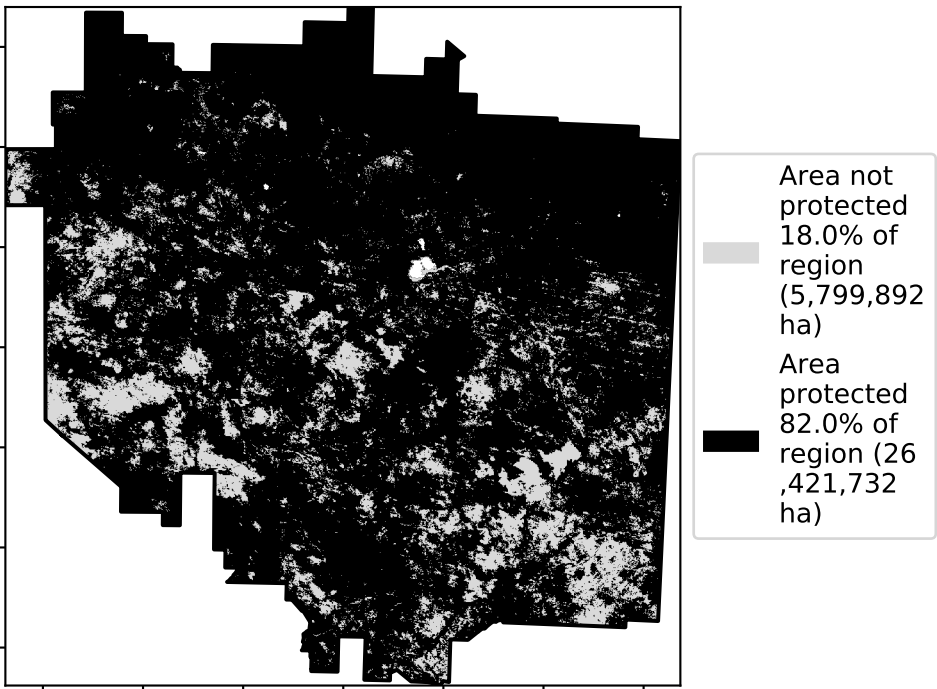 Area not
protected
18.0% of
region
(5,799,892
ha)
Area
protected
82.0% of
region (26
,421,732
ha)